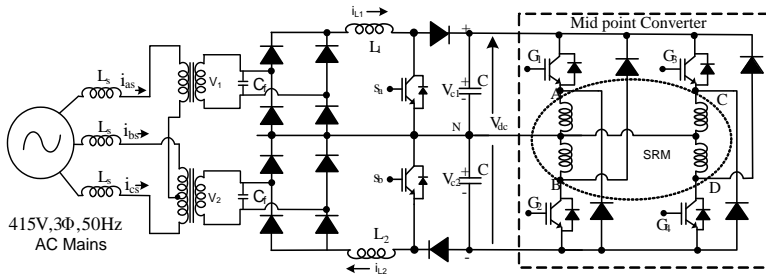 i_L1
L_1
Mid point Converter
G_1
G_3
L_s
i_as
V_1
C_f
S_a
V_c1
+
-
C
V_dc
A
C
N
L_s
i_bs
SRM
L_s
i_cs
V_2
C_f
S_b
V_c2
+
-
C
B
D
G_2
G_4
415V,3Φ,50Hz
AC Mains
L_2
i_L2